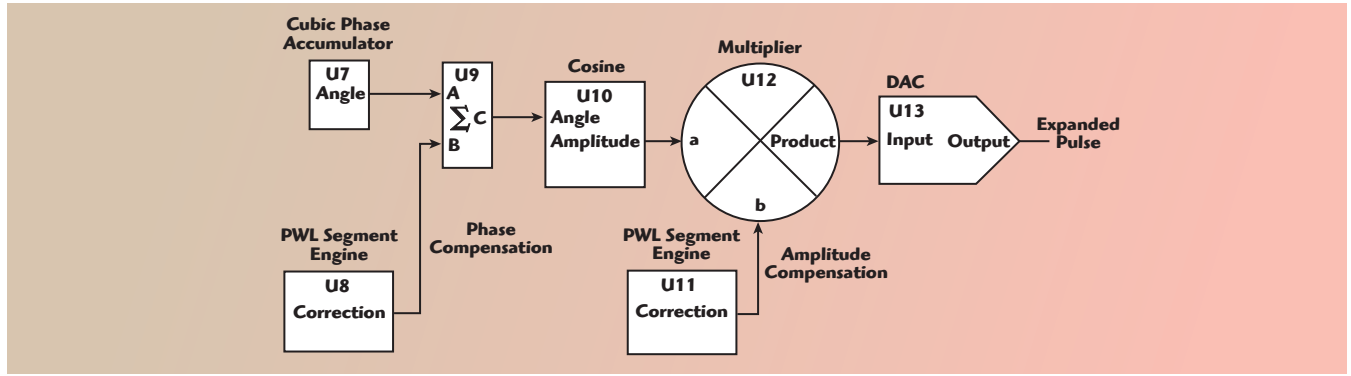 Cubic Phase
Accumulator
U7
Angle
U9
A
∑ C
B
Cosine
U10
Angle
Amplitude
Multiplier
U12
a
Product
b
DAC
U13
Input Output
Expanded
Pulse
PWL Segment
Engine
U8
Correction
Phase
Compensation
PWL Segment
Engine
U11
Correction
Amplitude
Compensation